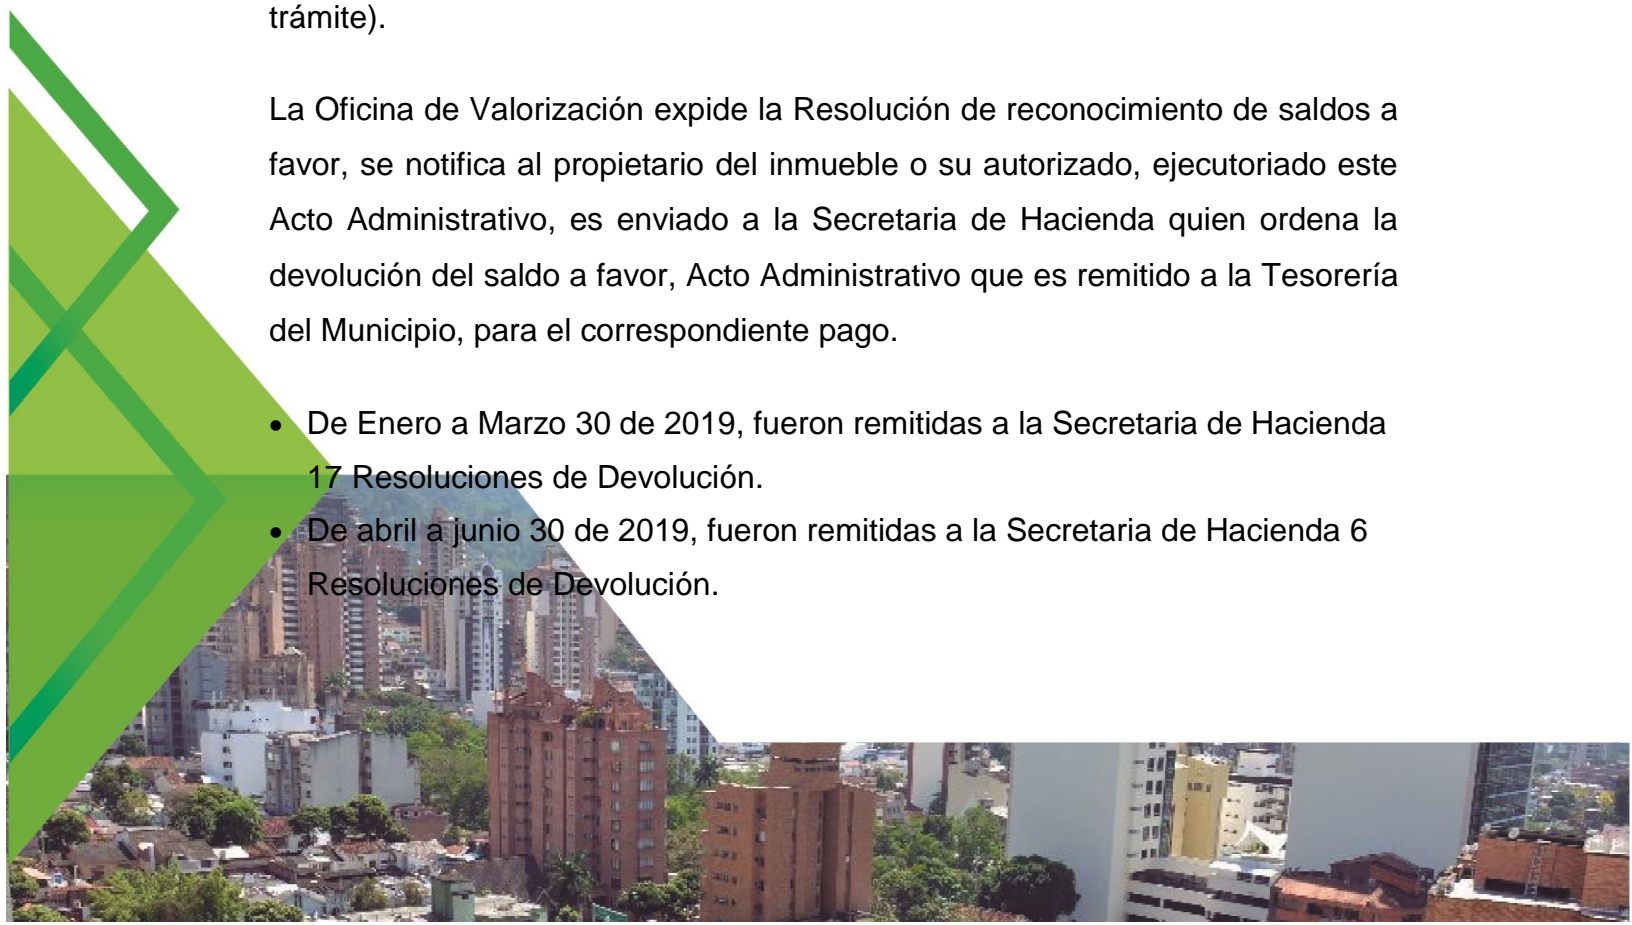 trámite).
La Oficina de Valorización expide la Resolución de reconocimiento de saldos a
favor, se notifica al propietario del inmueble o su autorizado, ejecutoriado este
Acto Administrativo, es enviado a la Secretaria de Hacienda quien ordena la
devolución del saldo a favor, Acto Administrativo que es remitido a la Tesorería
del Municipio, para el correspondiente pago.
• De Enero a Marzo 30 de 2019, fueron remitidas a la Secretaria de Hacienda
17 Resoluciones de Devolución.
• De abril a junio 30 de 2019, fueron remitidas a la Secretaria de Hacienda 6
Resoluciones de Devolución.